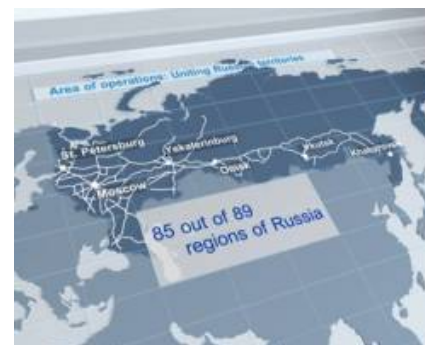 Area of operations: Uniting Russia's territories
St. Petersburg
Yekaterinburg
Moscow
Omsk
Irkutsk
Khabarovsk
85 out of 89
regions of Russia